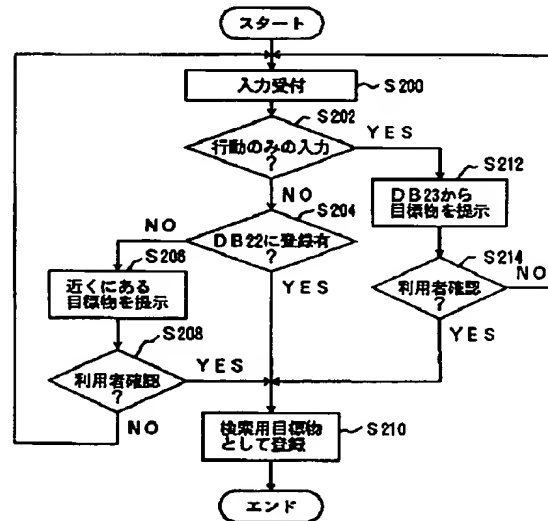 スタート
入力受付
S200
S202
行動のみの入力
?
YES
S212
DB23から
目標物を提示
NO
S204
NO
DB22に登録有
?
S206
近くにある
目標物を提示
YES
S214
NO
利用者確認
?
S208
YES
YES
利用者確認
?
NO
検索用目標物
として登録
S210
エンド